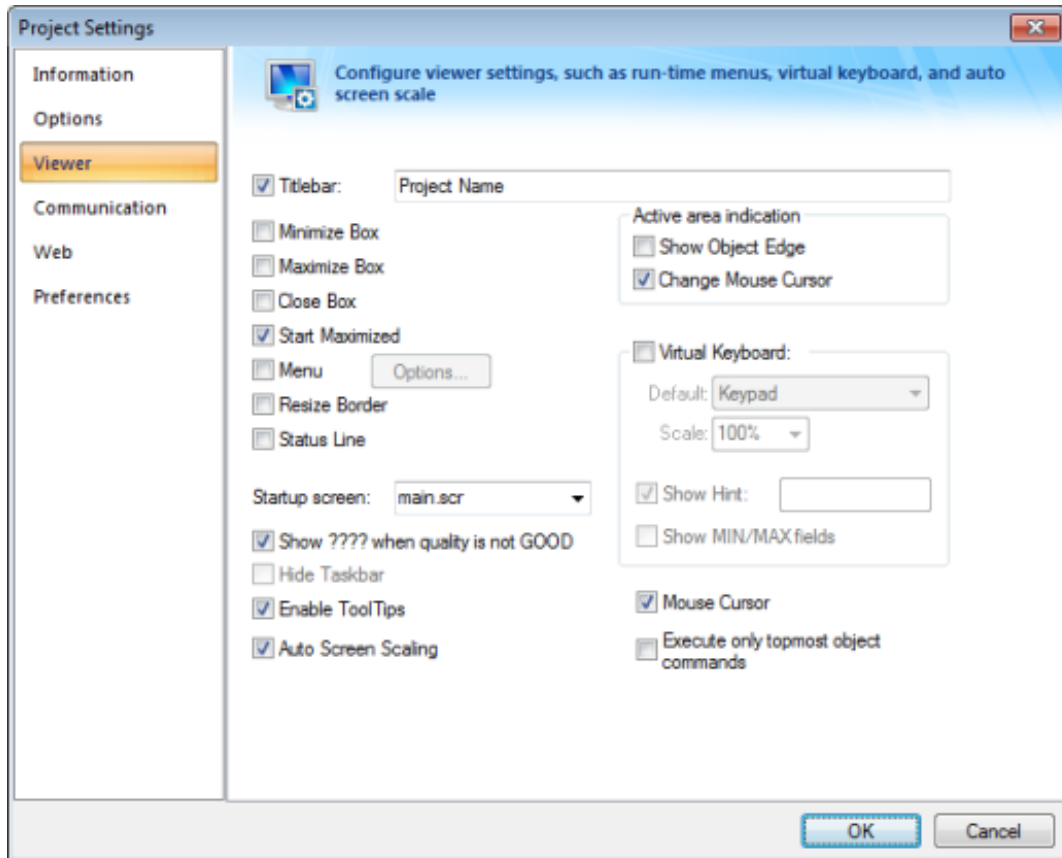 Project Settings
Information
Options
Viewer
Communication
Web
Preferences
Configure viewer settings, such as run-time menus, virtual keyboard, and auto
screen scale
Titlebar: Project Name
Minimize Box
Maximize Box
Close Box
Start Maximized
Menu Options...
Resize Border
Status Line
Startup screen: main.scr
Show ???? when quality is not GOOD
Hide Taskbar
Enable ToolTips
Auto Screen Scaling
Active area indication
Show Object Edge
Change Mouse Cursor
Virtual Keyboard:
Default: Keypad
Scale: 100%
Show Hint:
Show MIN/MAX fields
Mouse Cursor
Execute only topmost object
commands
OK Cancel